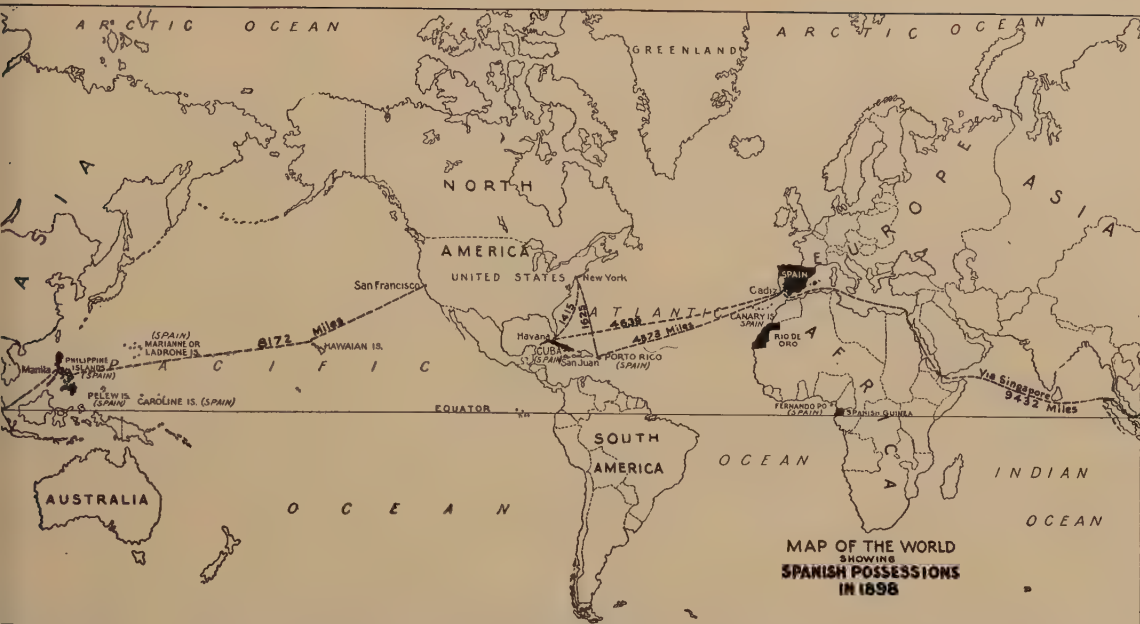 ARCTIC OCEAN
ARCTIC OCEAN
GREENLAND
ASIA
NORTH
AMERICA
UNITED STATES
New York
San Francisco
1415
1625
ATLANTIC
EUROPE
ASIA
SPAIN
Cadiz
4639
4573 Miles
CANARY IS.
SPAIN
RIO DE
ORO
AFRICA
Havana
CUBA
(SPAIN)
San Juan
PORTO RICO
(SPAIN)
6172 Miles
HAWAIIAN IS.
(SPAIN)
MARIANNE OR
LADRONE IS.
Manila
PHILIPPINE
ISLANDS
(SPAIN)
PACIFIC
PELEW IS.
(SPAIN)
CAROLINE IS. (SPAIN)
EQUATOR
FERNANDO PO
(SPAIN)
SPANISH GUINEA
Via Singapore
9432 Miles
SOUTH
AMERICA
OCEAN
INDIAN
OCEAN
AUSTRALIA
OCEAN
MAP OF THE WORLD
SHOWING
SPANISH POSSESSIONS
IN 1898